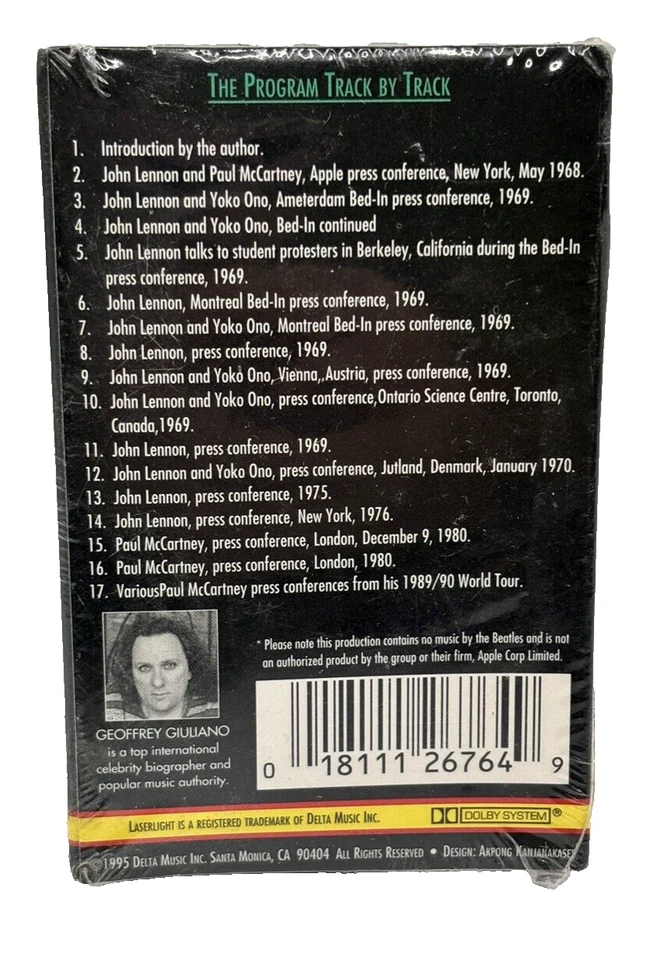 THE PROGRAM TRACK BY TRACK
1. Introduction by the author.
2. John Lennon and Paul McCartney, Apple press conference, New York, May 1968.
3. John Lennon and Yoko Ono, Ameterdam Bed-In press conference, 1969.
4. John Lennon and Yoko Ono, Bed-In continued
5. John Lennon talks to student protesters in Berkeley, California during the Bed-In
press conference, 1969.
6. John Lennon, Montreal Bed-In press conference, 1969.
7. John Lennon and Yoko Ono, Montreal Bed-In press conference, 1969.
8. John Lennon, press conference, 1969.
9. John Lennon and Yoko Ono, Vienna,,Austria, press conference, 1969.
10. John Lennon and Yoko Ono, press conference,Ontario Science Centre, Toronto,
Canada,1969.
11. John Lennon, press conference, 1969.
12. John Lennon and Yoko Ono, press conference, Jutland, Denmark, January 1970.
13. John Lennon, press conference, 1975.
14. John Lennon, press conference, New York, 1976.
15. Paul McCartney, press conference, London, December 9, 1980.
16. Paul McCartney, press conference, London, 1980.
17. VariousPaul McCartney press conferences from his 1989/90 World Tour.
* Please note this production contains no music by the Beatles and is not
an authorized product by the group or their firm, Apple Corp Limited.
GEOFFREY GIULIANO
is a top international
celebrity biographer and
popular music authority.
0 18111 26764 9
LASERLIGHT IS A REGISTERED TRADEMARK OF DELTA MUSIC INC.
DOLBY SYSTEM®
©1995 DELTA MUSIC INC. SANTA MONICA, CA 90404 ALL RIGHTS RESERVED • DESIGN: AKPONG